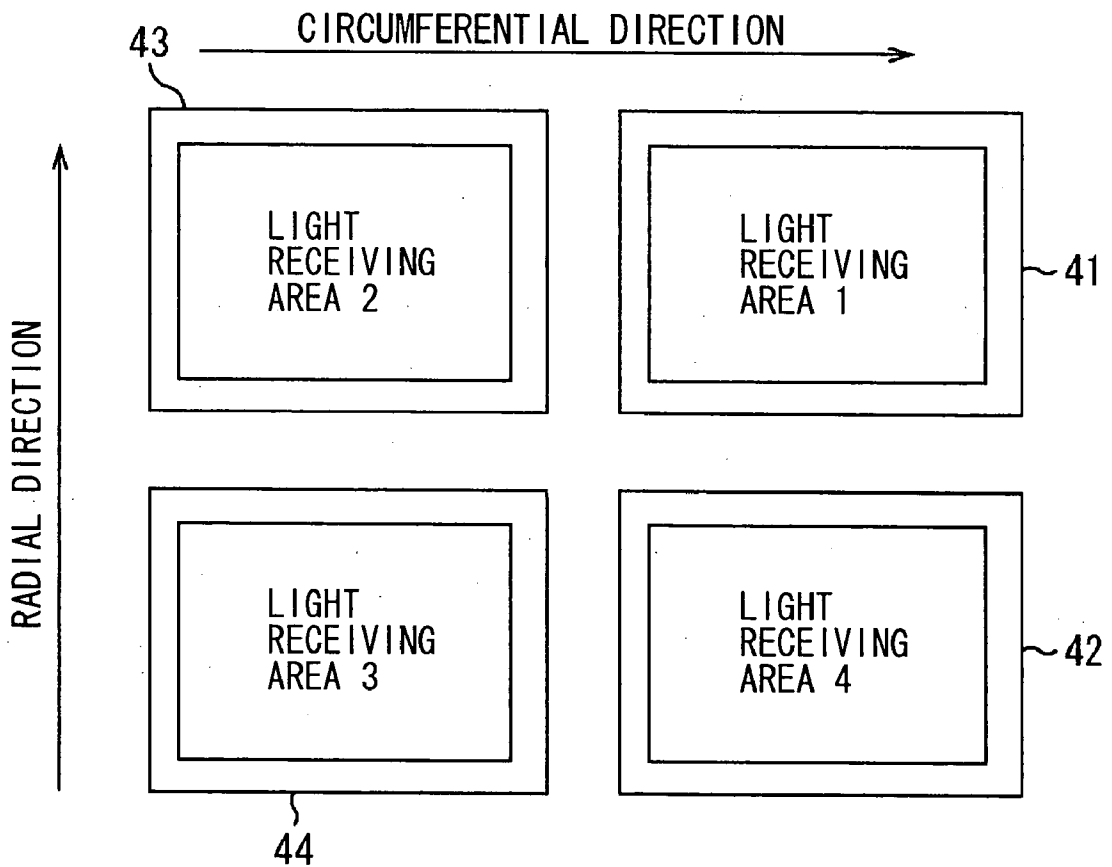 CIRCUMFERENTIAL DIRECTION
43
RADIAL DIRECTION
LIGHT
RECEIVING
AREA 2
LIGHT
RECEIVING
AREA 1
41
LIGHT
RECEIVING
AREA 3
LIGHT
RECEIVING
AREA 4
42
44